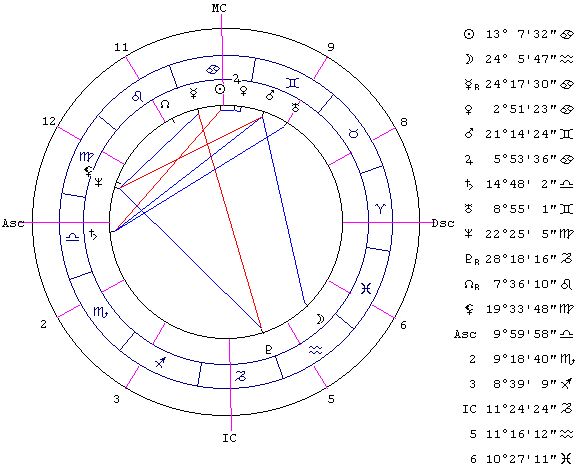 MC
11
9
12
8
Asc
Dsc
2
6
3
5
IC
☉ 13° 7'32"♋
☽ 24° 5'47"♒
☿R 24°17'30"♋
♀ 2°51'23"♋
♂ 21°14'24"♊
♃ 5°53'36"♋
♄ 14°48' 2"♎
♅ 8°55' 1"♊
♆ 22°25' 5"♍
♇R 28°18'16"♑
☊R 7°36'10"♌
⚸ 19°33'48"♍
Asc 9°59'58"♎
2 9°18'40"♏
3 8°39' 9"♐
IC 11°24'24"♑
5 11°16'12"♒
6 10°27'11"♓